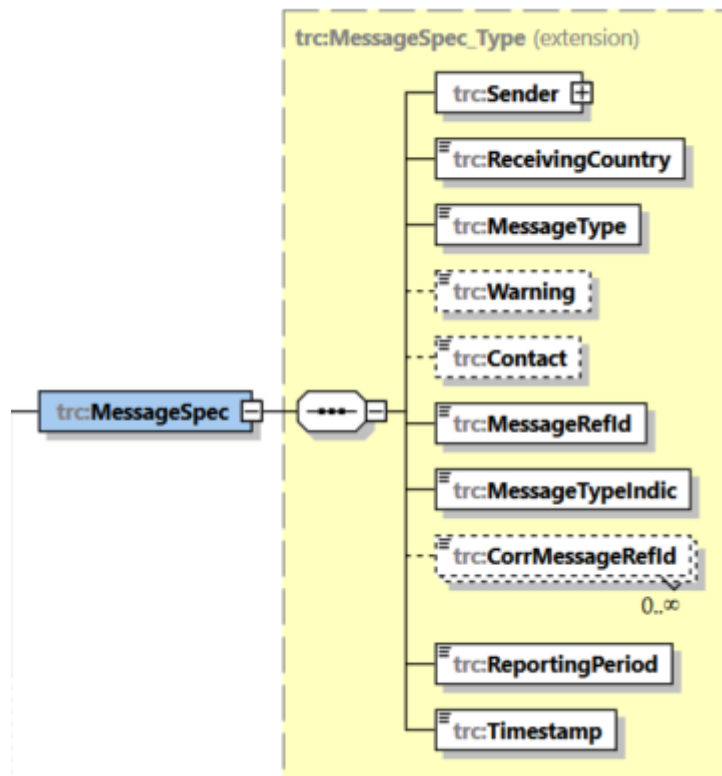 trc:MessageSpec_Type (extension)
trc:Sender
trc:ReceivingCountry
trc:MessageType
trc:Warning
trc:Contact
trc:MessageSpec
trc:MessageRefId
trc:MessageTypeIndic
trc:CorrMessageRefId
0..∞
trc:ReportingPeriod
trc:Timestamp